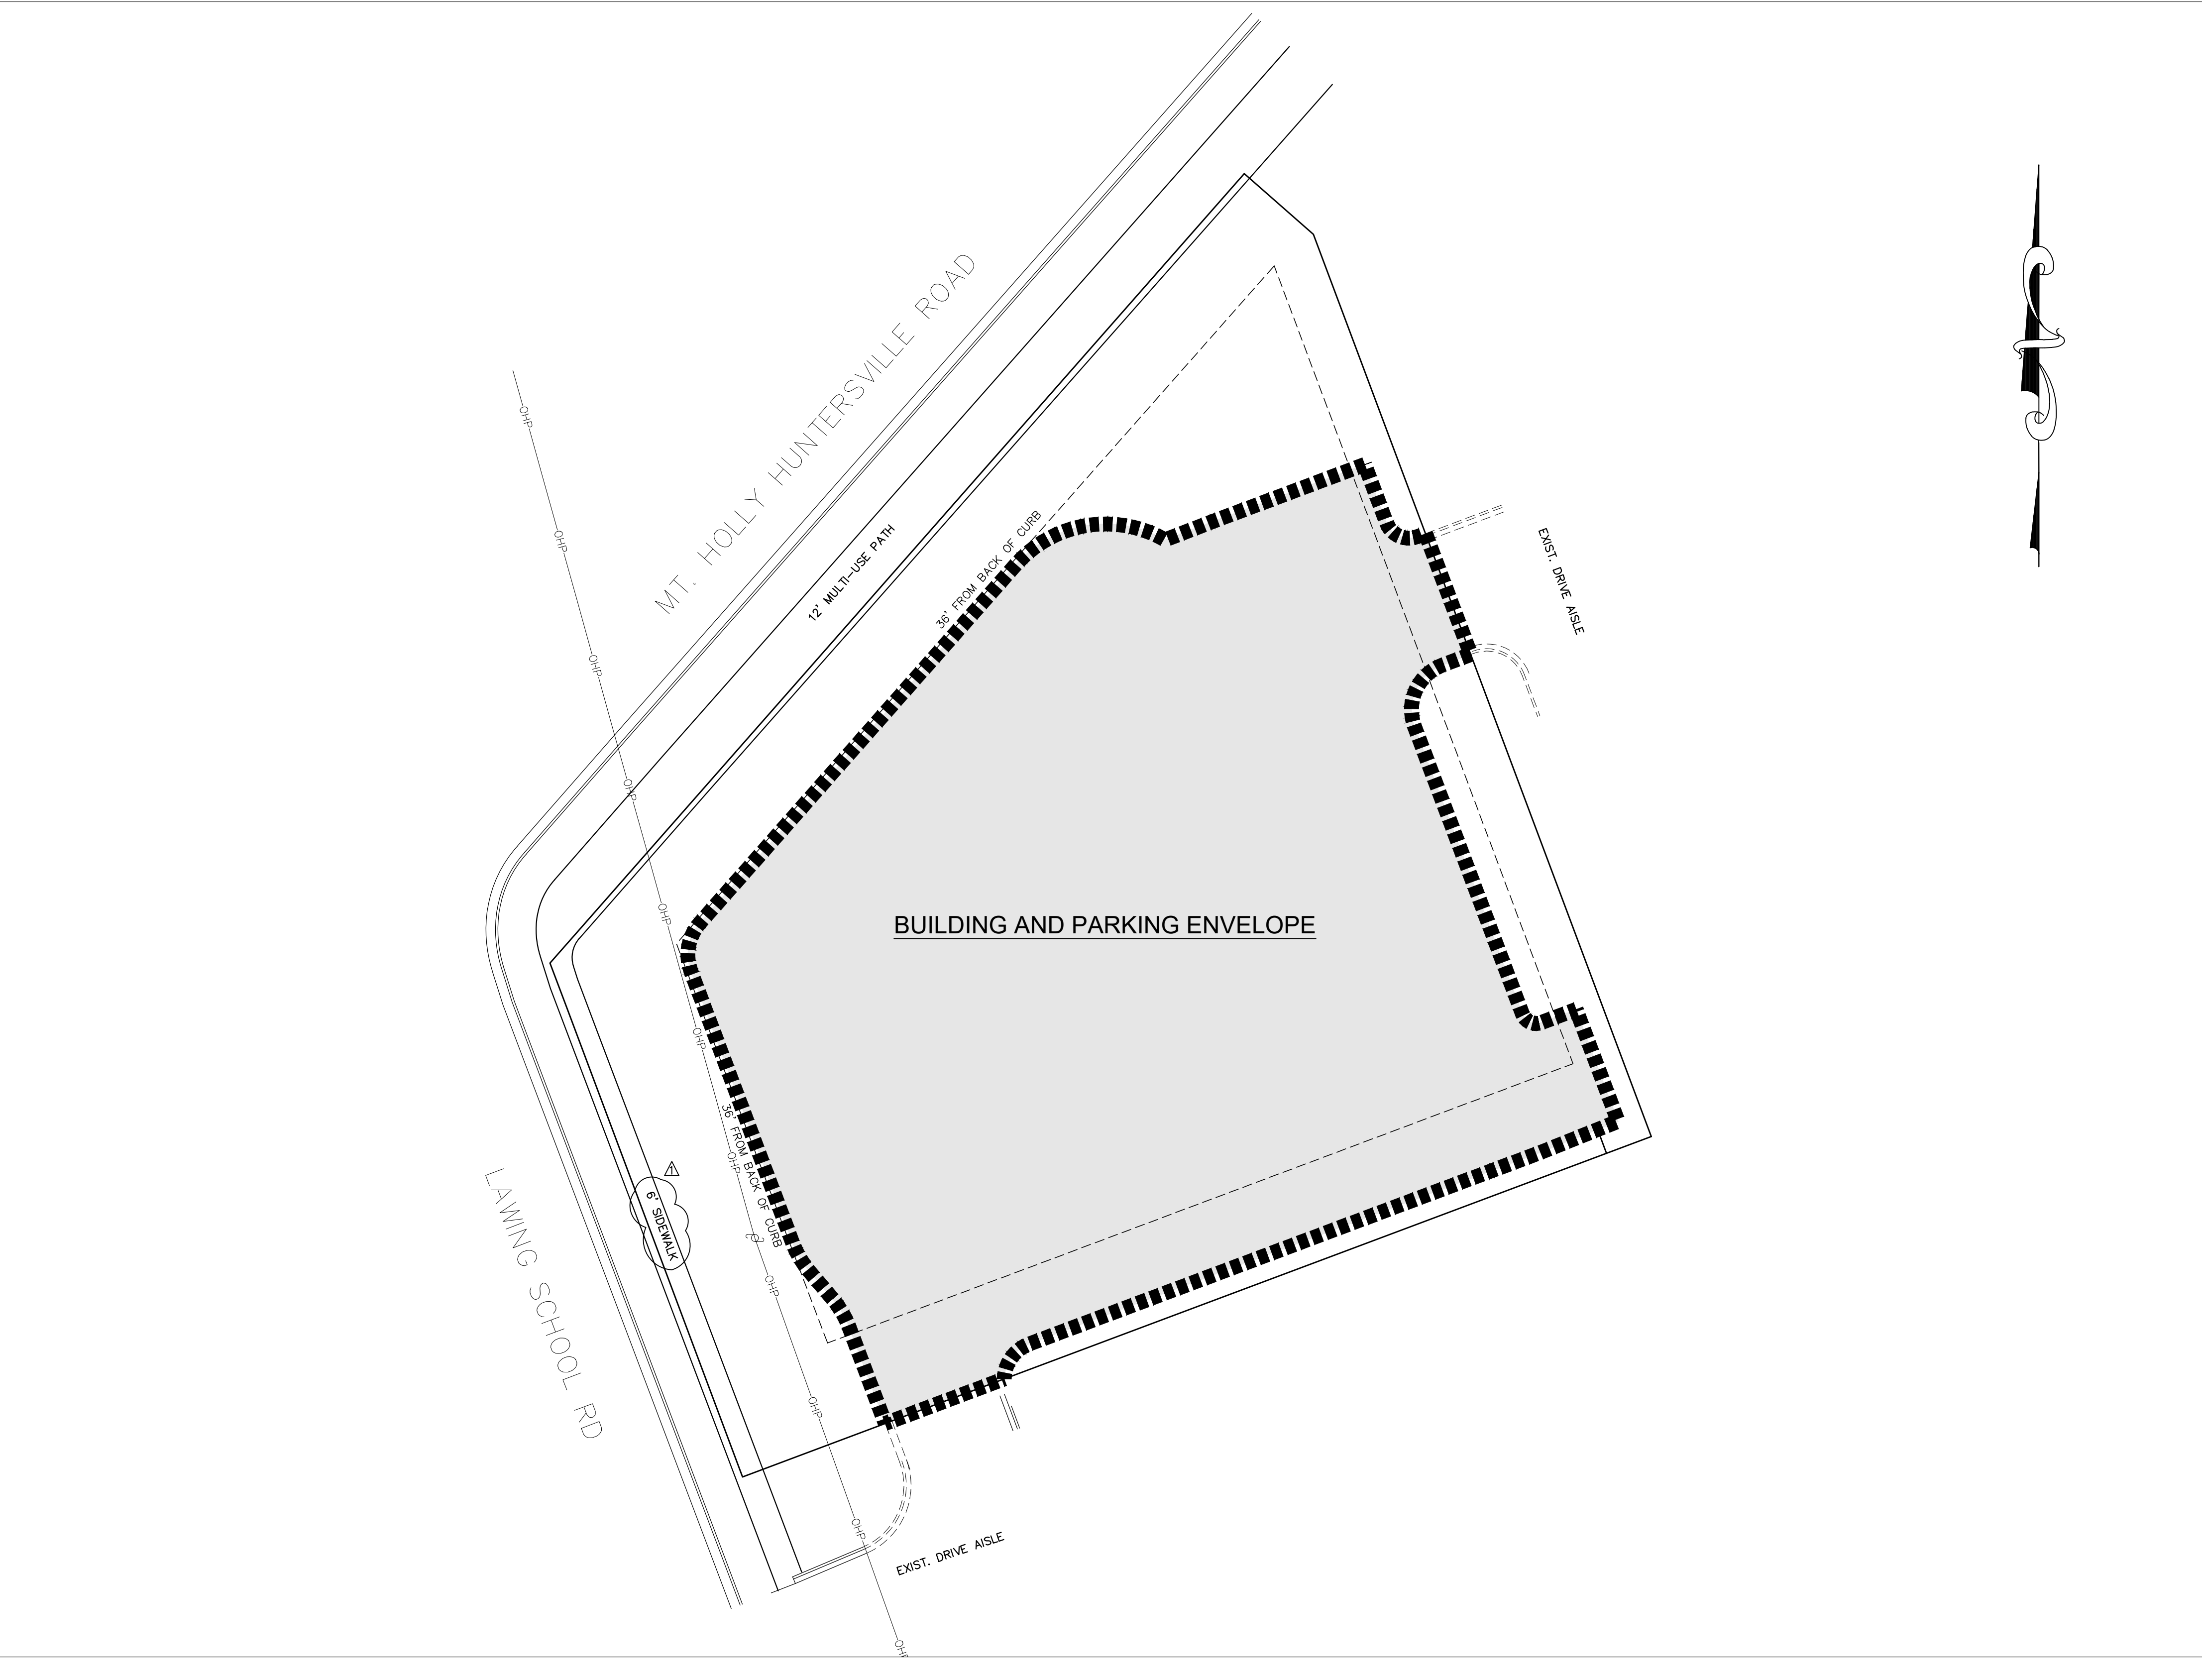 MT. HOLLY HUNTERSVILLE ROAD
OHP
OHP
OHP
OHP
OHP
OHP
OHP
OHP
OHP
OHP
OHP
12' MULTI-USE PATH
36' FROM BACK OF CURB
EXIST. DRIVE AISLE
BUILDING AND PARKING ENVELOPE
36' FROM BACK OF CURB
1
6' SIDEWALK
LAWING SCHOOL RD
EXIST. DRIVE AISLE